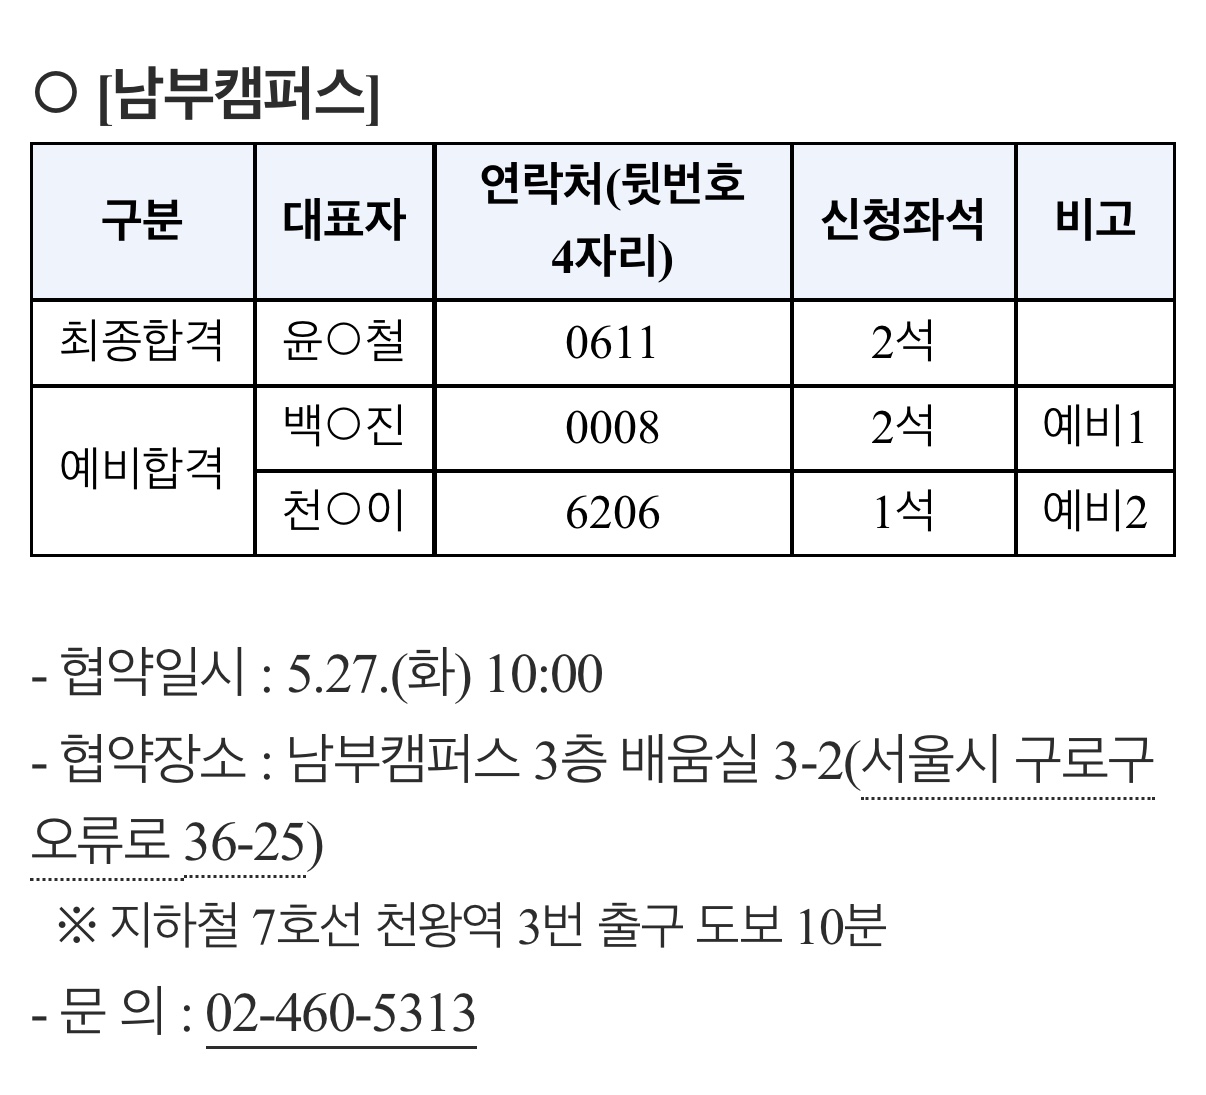 ○ [남부캠퍼스]
구분 대표자 연락처(뒷번호 4자리) 신청좌석 비고
최종합격 윤○철 0611 2석
예비합격 백○진 0008 2석 예비1
천○이 6206 1석 예비2
- 협약일시 : 5.27.(화) 10:00
- 협약장소 : 남부캠퍼스 3층 배움실 3-2(서울시 구로구
오류로 36-25)
※ 지하철 7호선 천왕역 3번 출구 도보 10분
- 문 의 : 02-460-5313